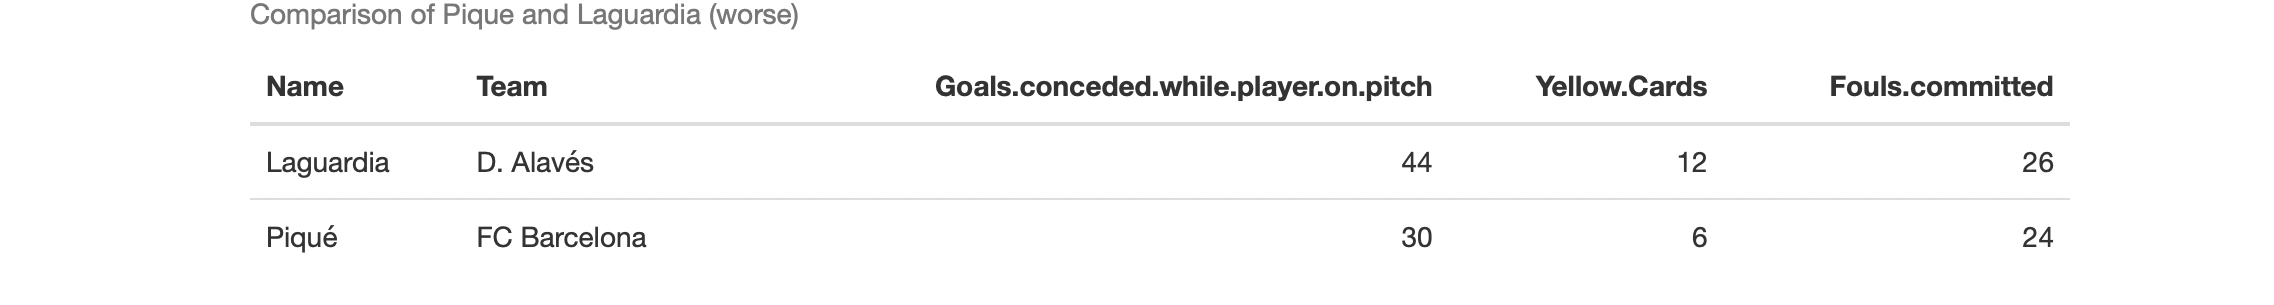 Comparison of Pique and Laguardia (worse)
Name Team Goals.conceded.while.player.on.pitch Yellow.Cards Fouls.committed
Laguardia D. Alavés 44 12 26
Piqué FC Barcelona 30 6 24